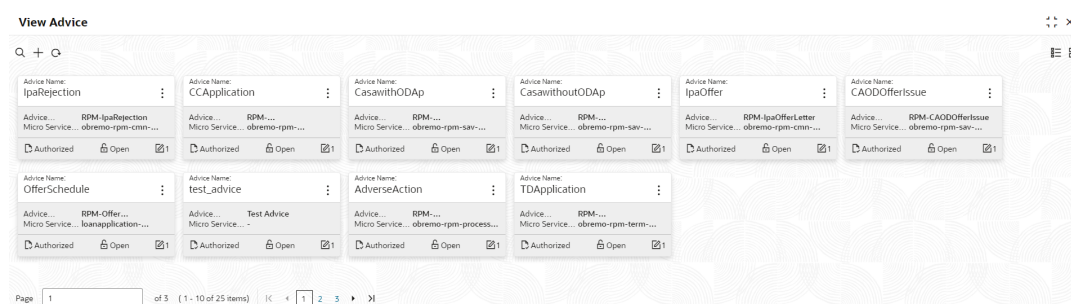 View Advice
Advice Name: Advice Name: Advice Name: Advice Name: Advice Name: Advice Name:
IpaRejection CCApplication CasawithODAp CasawithoutODAp IpaOffer CAODOfferIssue
Advice... RPM-IpaRejection Advice... RPM-... Advice... RPM-... Advice... RPM-... Advice... RPM-IpaOfferLetter Advice... RPM-CAODOfferIssue
Micro Service... obremo-rpm-cmn-... Micro Service... obremo-rpm-... Micro Service... obremo-rpm-sav-... Micro Service... obremo-rpm-sav-... Micro Service... obremo-rpm-cmn-... Micro Service... obremo-rpm-sav-...
Authorized Open 1 Authorized Open 1 Authorized Open 1 Authorized Open 1 Authorized Open 1 Authorized Open 1
Advice Name: Advice Name: Advice Name: Advice Name:
OfferSchedule test_advice AdverseAction TDApplication
Advice... RPM-Offer... Advice... Test Advice Advice... RPM-... Advice... RPM-...
Micro Service... loanapplication-... Micro Service... - Micro Service... obremo-rpm-process... Micro Service... obremo-rpm-term-...
Authorized Open 1 Authorized Open 1 Authorized Open 1 Authorized Open 1
Page 1 of 3 (1 - 10 of 25 items) 1 2 3